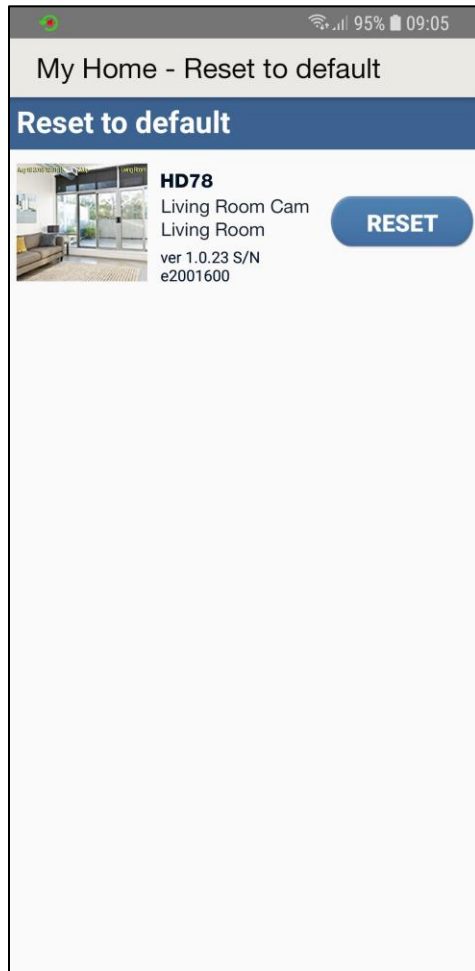 95% 09:05
My Home - Reset to default
Reset to default
HD78
Living Room Cam
Living Room
RESET
ver 1.0.23 S/N
e2001600